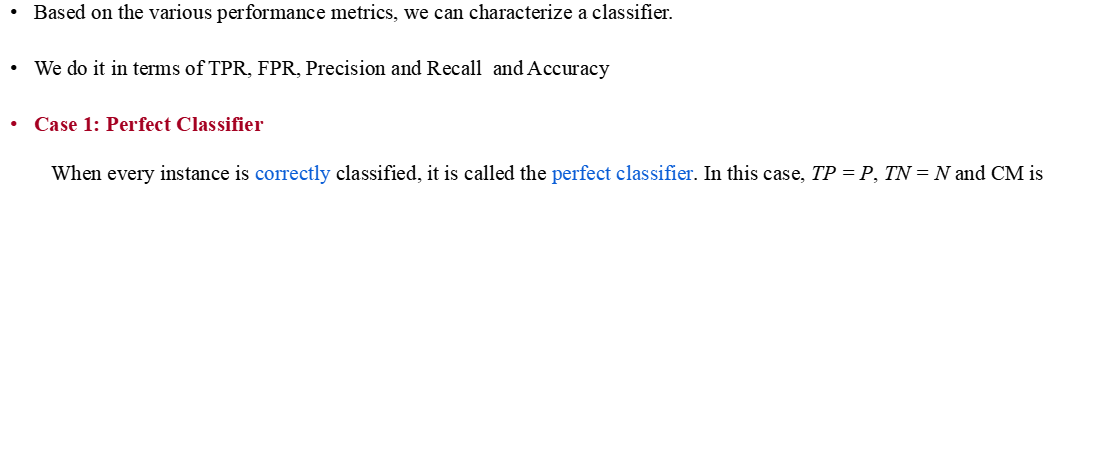 • Based on the various performance metrics, we can characterize a classifier.
• We do it in terms of TPR, FPR, Precision and Recall and Accuracy
• Case 1: Perfect Classifier
When every instance is correctly classified, it is called the perfect classifier. In this case, TP = P, TN = N and CM is